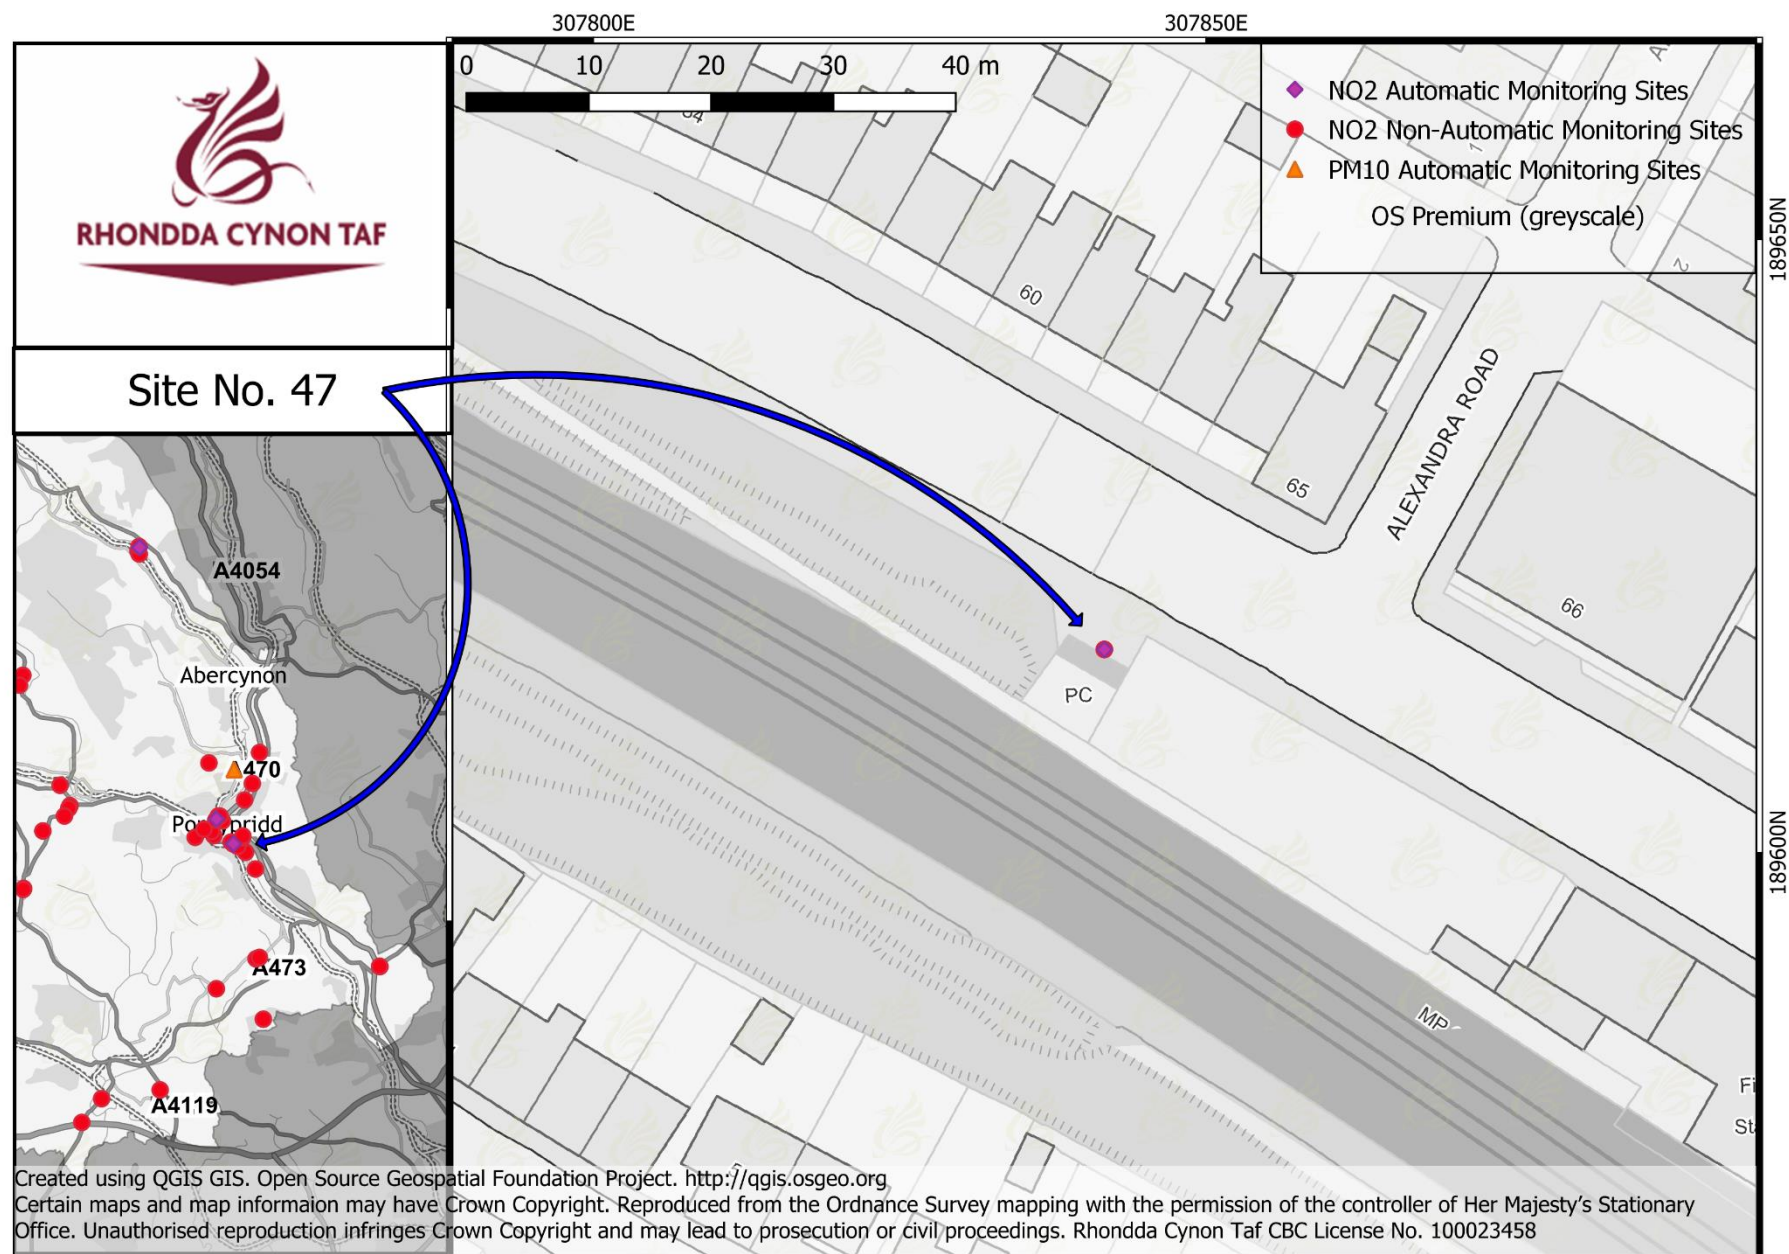 307800E
307850E
0 10 20 30 40 m
NO2 Automatic Monitoring Sites
NO2 Non-Automatic Monitoring Sites
PM10 Automatic Monitoring Sites
OS Premium (greyscale)
RHONDDA CYNON TAF
Site No. 47
64
1
2
60
65
66
ALEXANDRA ROAD
189650N
189600N
PC
MP
A4054
Abercynon
A470
A473
A4119
Created using QGIS GIS. Open Source Geospatial Foundation Project. http://qgis.osgeo.org
Certain maps and map informaion may have Crown Copyright. Reproduced from the Ordnance Survey mapping with the permission of the controller of Her Majesty’s Stationary
Office. Unauthorised reproduction infringes Crown Copyright and may lead to prosecution or civil proceedings. Rhondda Cynon Taf CBC License No. 100023458